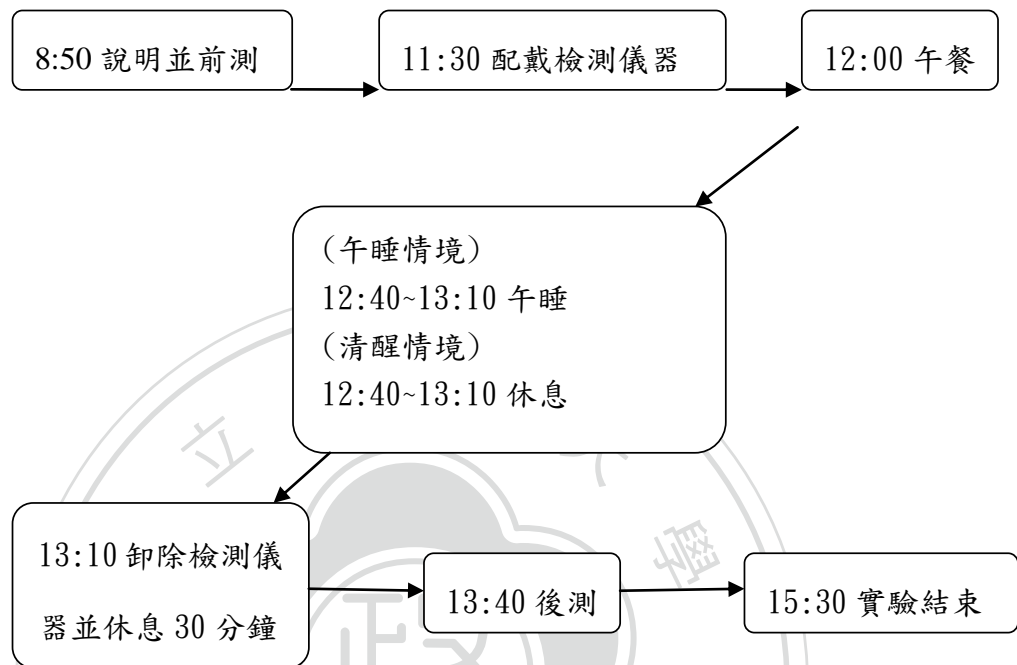 8:50 說明並前測
11:30 配戴檢測儀器
12:00 午餐
(午睡情境)
12:40~13:10 午睡
(清醒情境)
12:40~13:10 休息
13:10 卸除檢測儀
器並休息 30 分鐘
13:40 後測
15:30 實驗結束
立
學